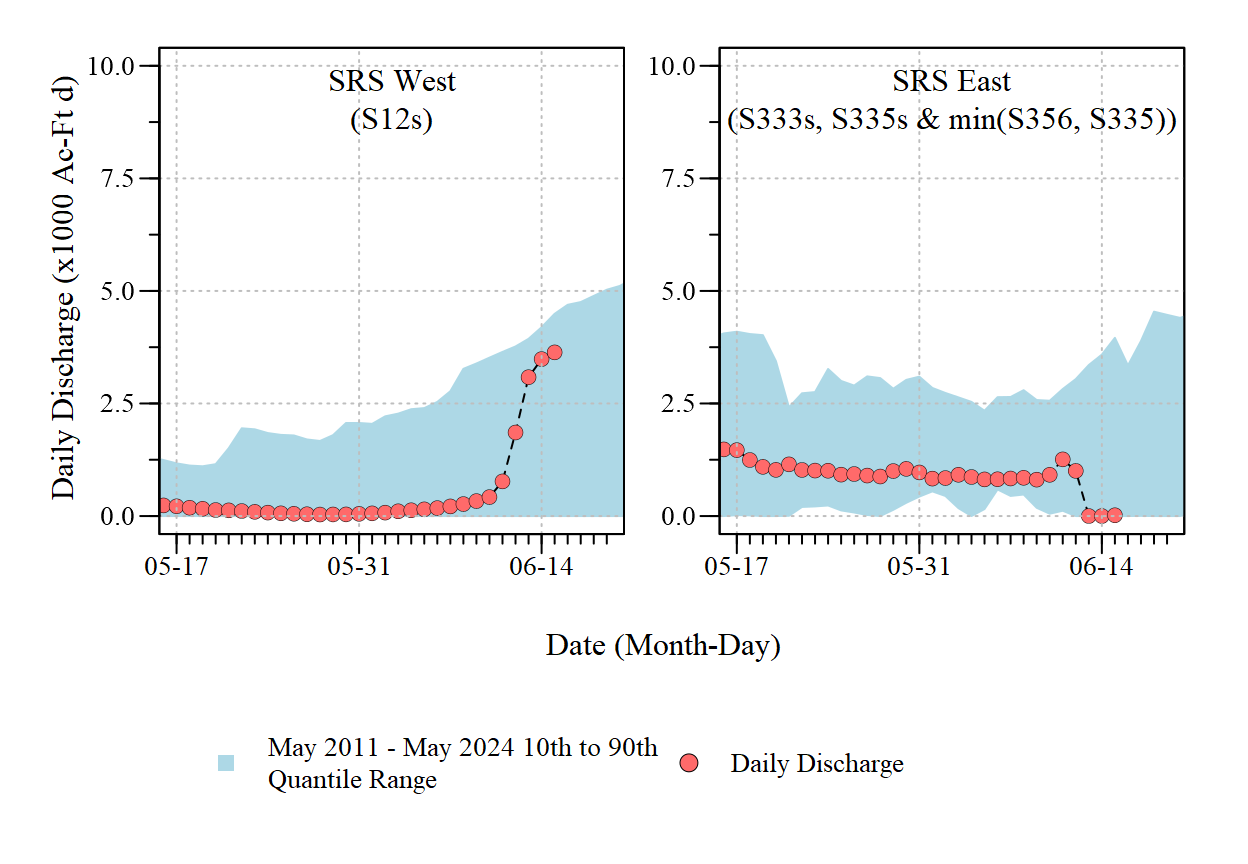 SRS West
(S12s)
Daily Discharge (x1000 Ac-Ft d)
10.0
7.5
5.0
2.5
0.0
05-17
05-31
06-14
SRS East
(S333s, S335s & min(S356, S335))
10.0
7.5
5.0
2.5
0.0
05-17
05-31
06-14
Date (Month-Day)
May 2011 - May 2024 10th to 90th
Quantile Range
Daily Discharge